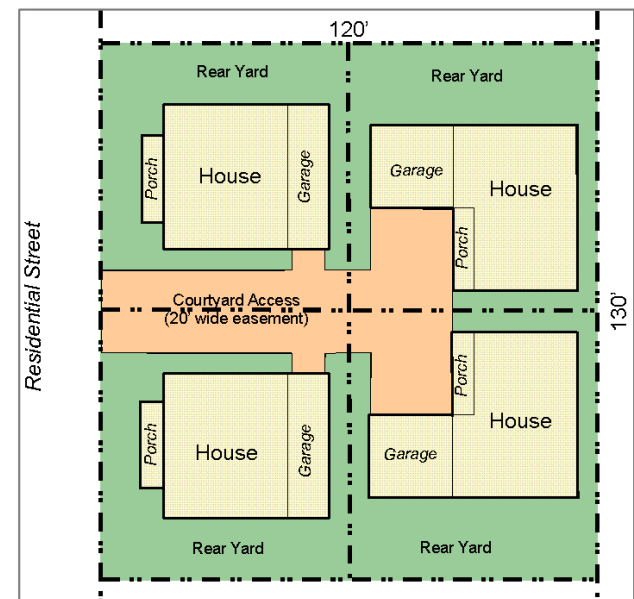 120'
Rear Yard
Rear Yard
Porch
House
Garage
Garage
House
Porch
Residential Street
Courtyard Access
(20' wide easement)
130'
Porch
House
Garage
Porch
House
Garage
Rear Yard
Rear Yard